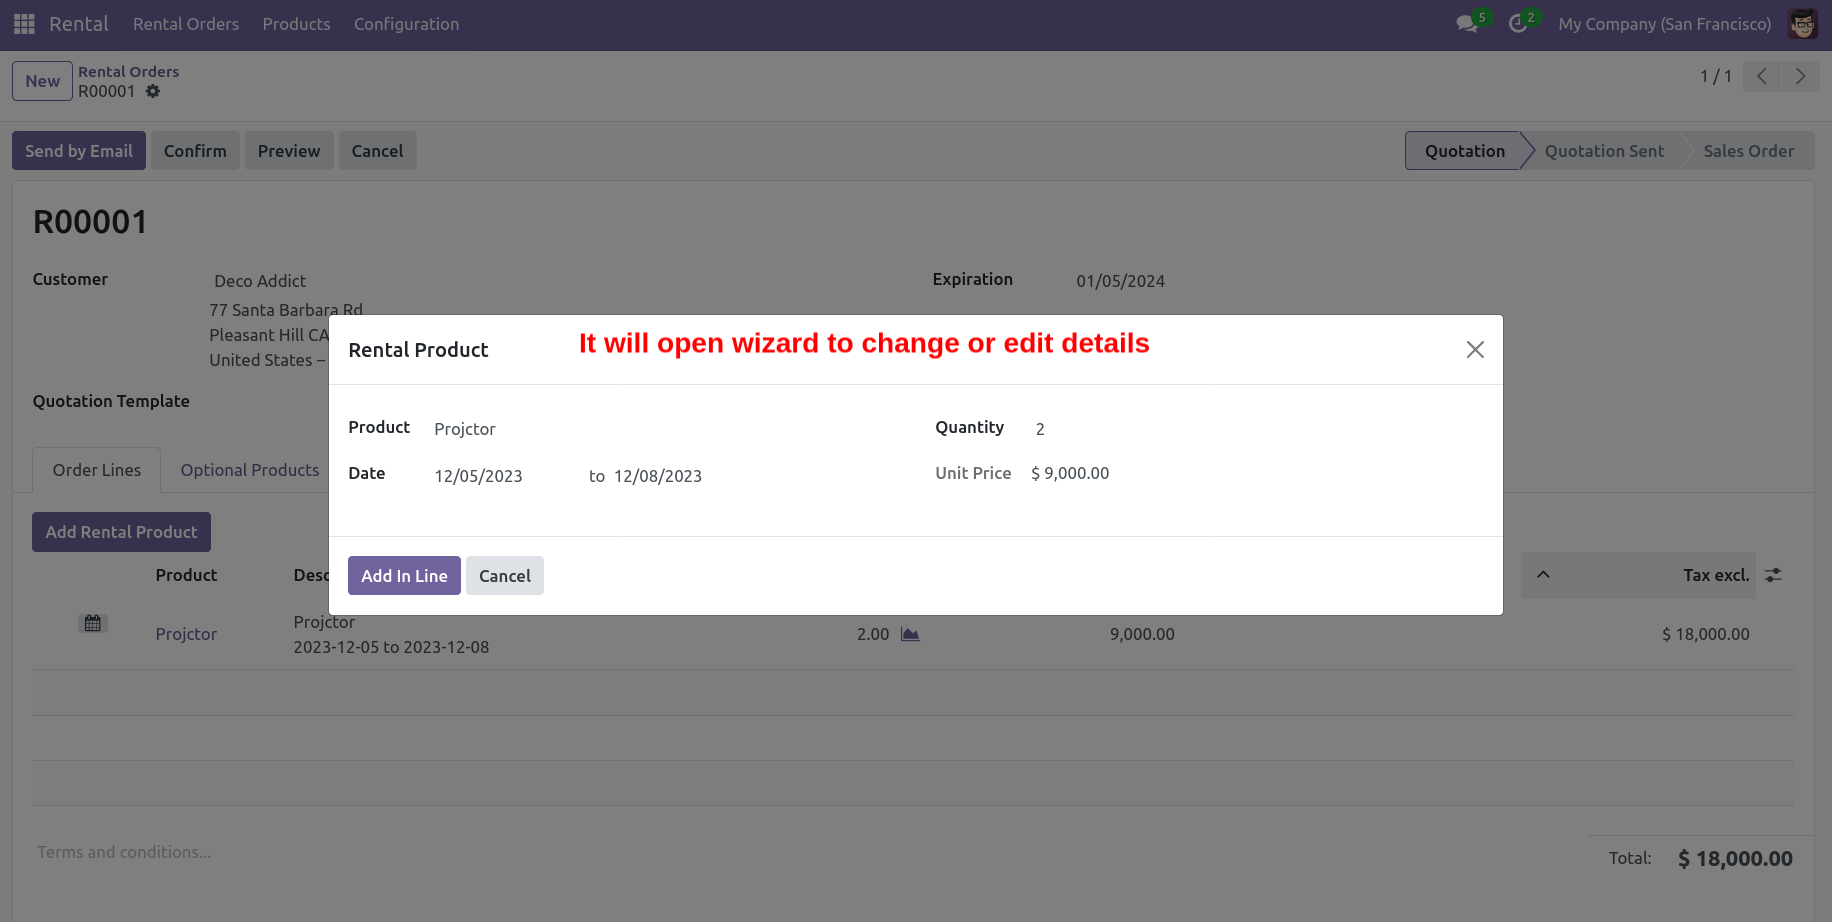 Rental Rental Orders Products Configuration 5 2 My Company (San Francisco)
New Rental Orders
R00001
1 / 1
Send by Email Confirm Preview Cancel Quotation Quotation Sent Sales Order
R00001
Customer Deco Addict Expiration 01/05/2024
77 Santa Barbara Rd
Pleasant Hill CA
United States –
Quotation Template
Rental Product It will open wizard to change or edit details
Product Projctor Quantity 2
Date 12/05/2023 to 12/08/2023 Unit Price $ 9,000.00
Add In Line Cancel
Order Lines Optional Products
Add Rental Product
Product Desc Tax excl.
Projctor Projctor 2.00 9,000.00 $ 18,000.00
2023-12-05 to 2023-12-08
Terms and conditions...
Total: $ 18,000.00